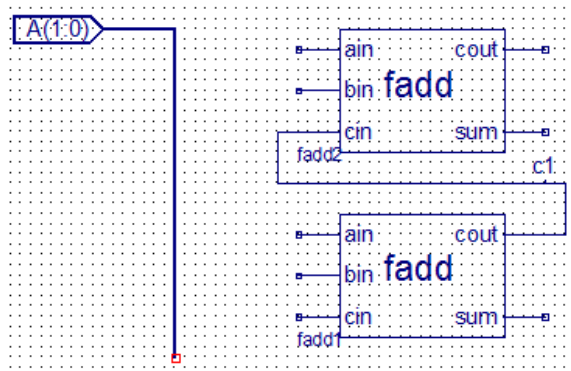 A(1:0)
ain cout
bin fadd
cin sum
fadd2
c1
ain cout
bin fadd
cin sum
fadd1